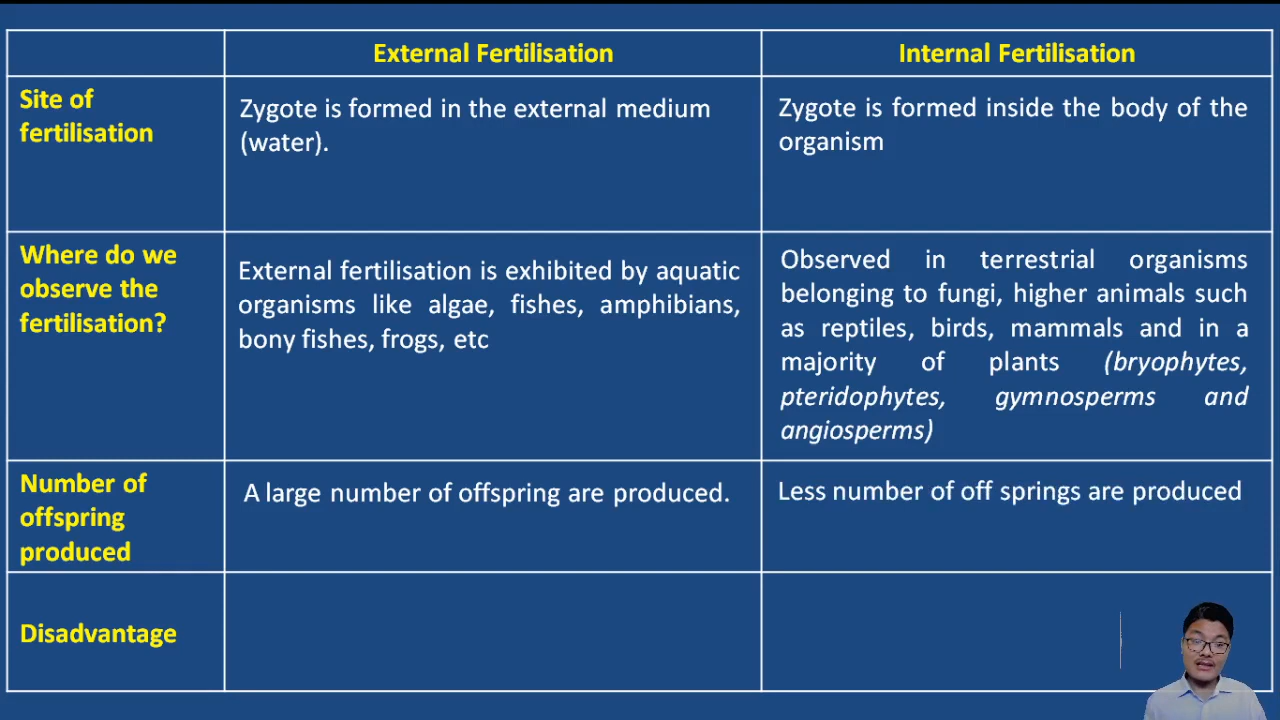 External Fertilisation
Internal Fertilisation
Site of
fertilisation
Zygote is formed in the external medium
(water).
Zygote is formed inside the body of the
organism
Where do we
observe the
fertilisation?
External fertilisation is exhibited by aquatic
organisms like algae, fishes, amphibians,
bony fishes, frogs, etc
Observed in terrestrial organisms
belonging to fungi, higher animals such
as reptiles, birds, mammals and in a
majority of plants (bryophytes,
pteridophytes, gymnosperms and
angiosperms)
Number of
offspring
produced
A large number of offspring are produced.
Less number of off springs are produced
Disadvantage